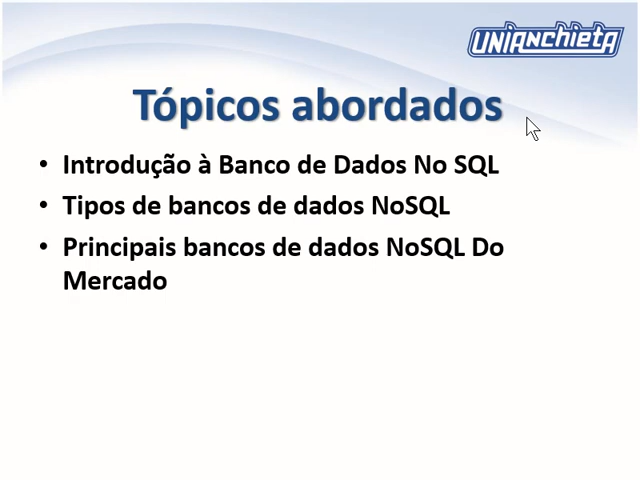 UNIANCHIETA
Tópicos abordados
• Introdução à Banco de Dados No SQL
• Tipos de bancos de dados NoSQL
• Principais bancos de dados NoSQL Do
Mercado